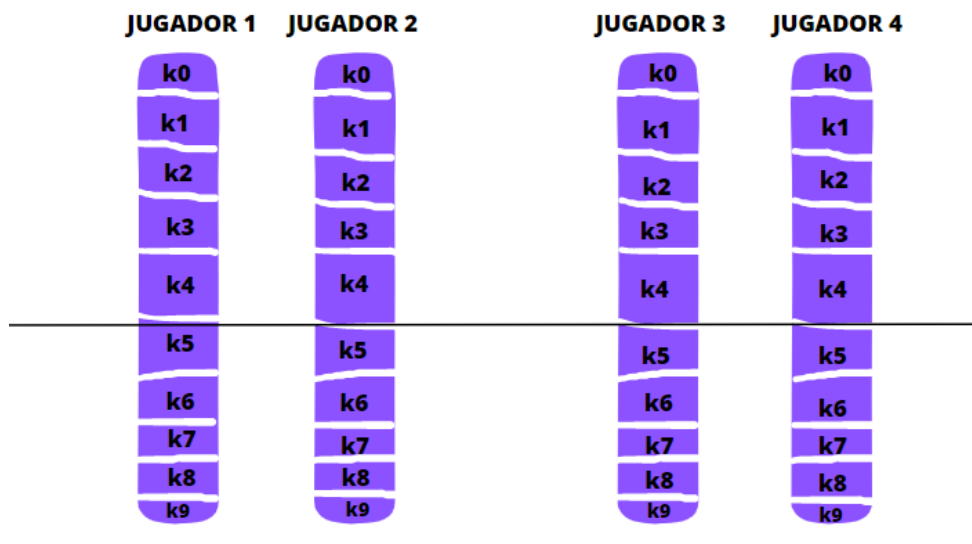 JUGADOR 1 JUGADOR 2 JUGADOR 3 JUGADOR 4
k0 k0 k0 k0
k1 k1 k1 k1
k2 k2 k2 k2
k3 k3 k3 k3
k4 k4 k4 k4
k5 k5 k5 k5
k6 k6 k6 k6
k7 k7 k7 k7
k8 k8 k8 k8
k9 k9 k9 k9